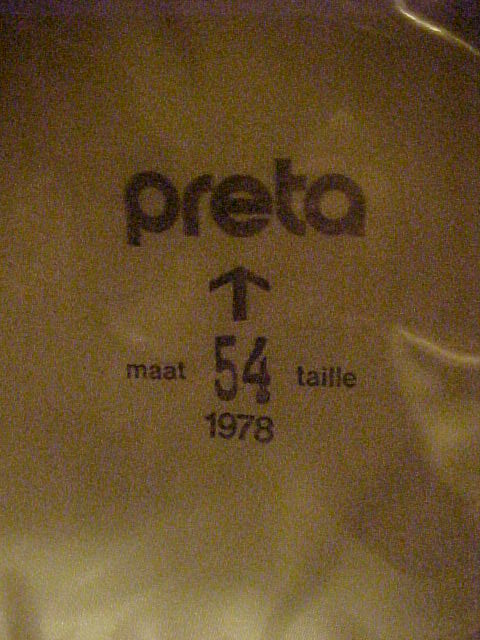 preta
↑
maat 54 taille
1978